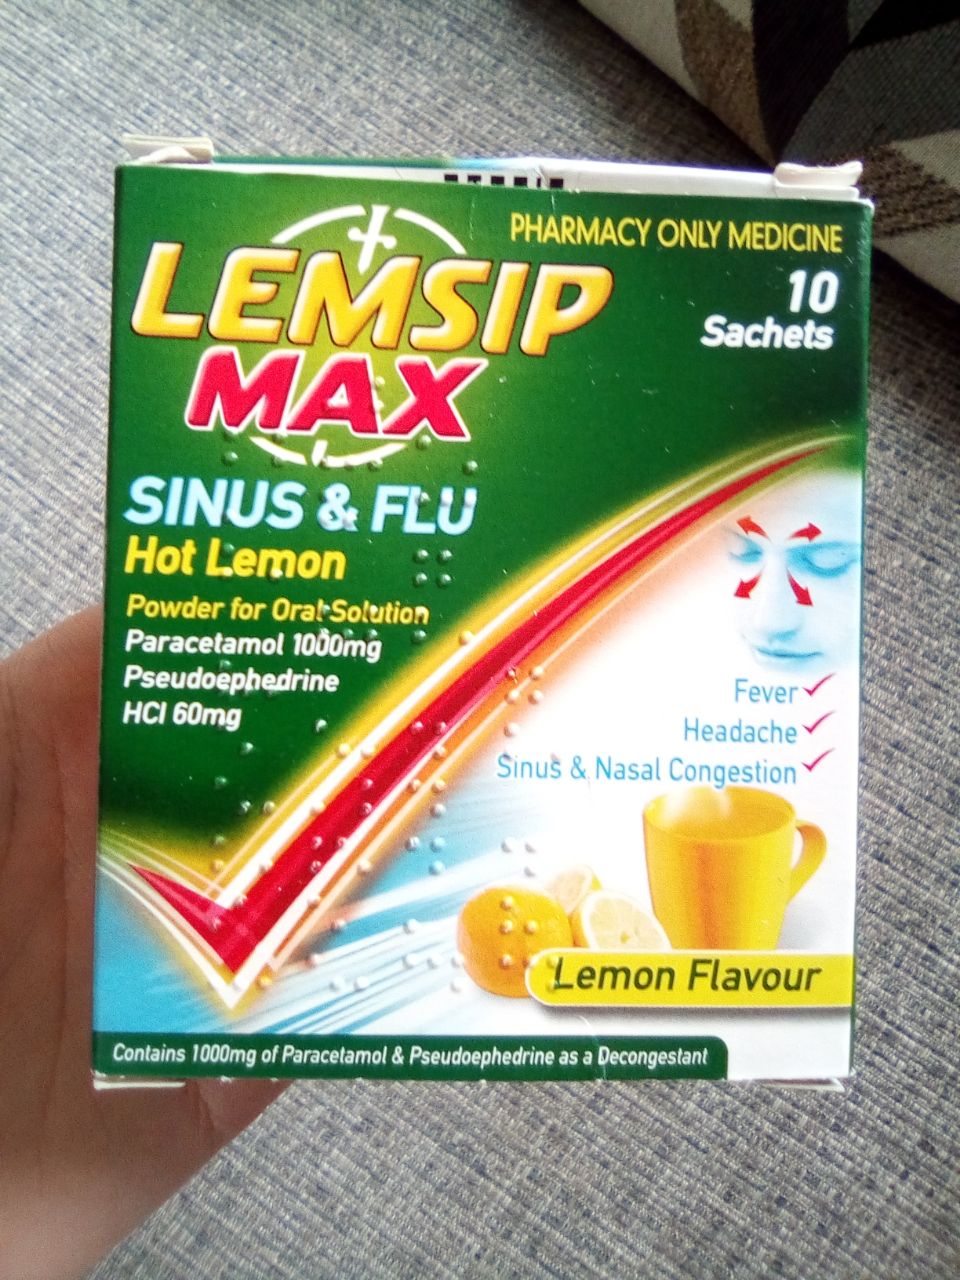 PHARMACY ONLY MEDICINE
LEMSIP
MAX
10
Sachets
SINUS & FLU
Hot Lemon
Powder for Oral Solution
Paracetamol 1000mg
Pseudoephedrine
HCl 60mg
Fever
Headache
Sinus & Nasal Congestion
Lemon Flavour
Contains 1000mg of Paracetamol & Pseudoephedrine as a Decongestant